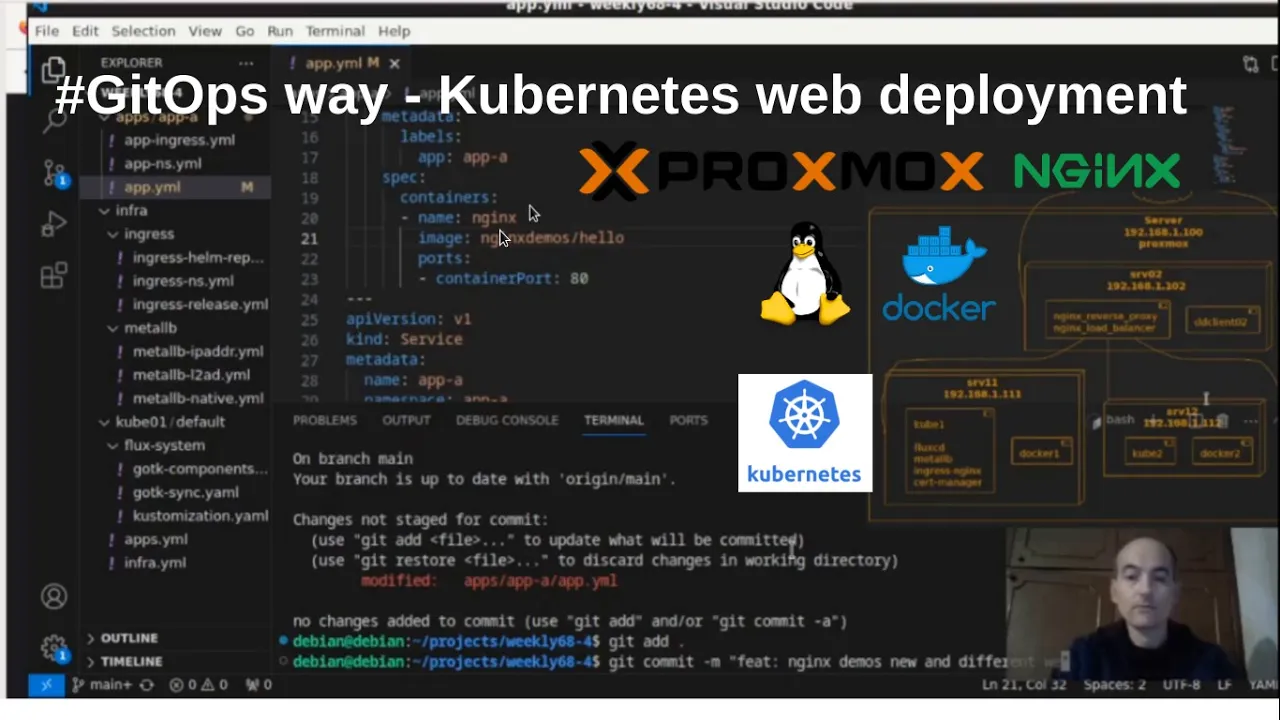 app.yml - weekly68-4 - Visual Studio Code
File Edit Selection View Go Run Terminal Help
EXPLORER
app.yml M
#GitOps way - Kubernetes web deployment
apps/app-a
app-ingress.yml
app-ns.yml
app.yml M
infra
ingress
ingress-helm-rep...
ingress-ns.yml
ingress-release.yml
metallb
metallb-ipaddr.yml
metallb-l2ad.yml
metallb-native.yml
kube01/default
flux-system
gotk-components...
gotk-sync.yaml
kustomization.yaml
apps.yml
infra.yml
OUTLINE
TIMELINE
15 metadata:
16 labels:
17 app: app-a
18 spec:
19 containers:
20 - name: nginx
21 image: nginxdemos/hello
22 ports:
23 - containerPort: 80
24 ---
25 apiVersion: v1
26 kind: Service
27 metadata:
28 name: app-a
namespace: app-a
PROXMOX
NGINX
docker
kubernetes
Server
192.168.1.100
proxmox
srv02
192.168.1.102
nginx_reverse_proxy
nginx_load_balancer
ddclient02
srv11
192.168.1.111
kube1
fluxcd
metallb
ingress-nginx
cert-manager
docker1
srv12
192.168.1.112
kube2
docker2
PROBLEMS OUTPUT DEBUG CONSOLE TERMINAL PORTS
bash
On branch main
Your branch is up to date with 'origin/main'.
Changes not staged for commit:
(use "git add <file>..." to update what will be committed)
(use "git restore <file>..." to discard changes in working directory)
modified: apps/app-a/app.yml
no changes added to commit (use "git add" and/or "git commit -a")
debian@debian:~/projects/weekly68-4$ git add .
debian@debian:~/projects/weekly68-4$ git commit -m "feat: nginx demos new and different we
main+ 0 0 0 Ln 21, Col 32 Spaces: 2 UTF-8 LF YAM